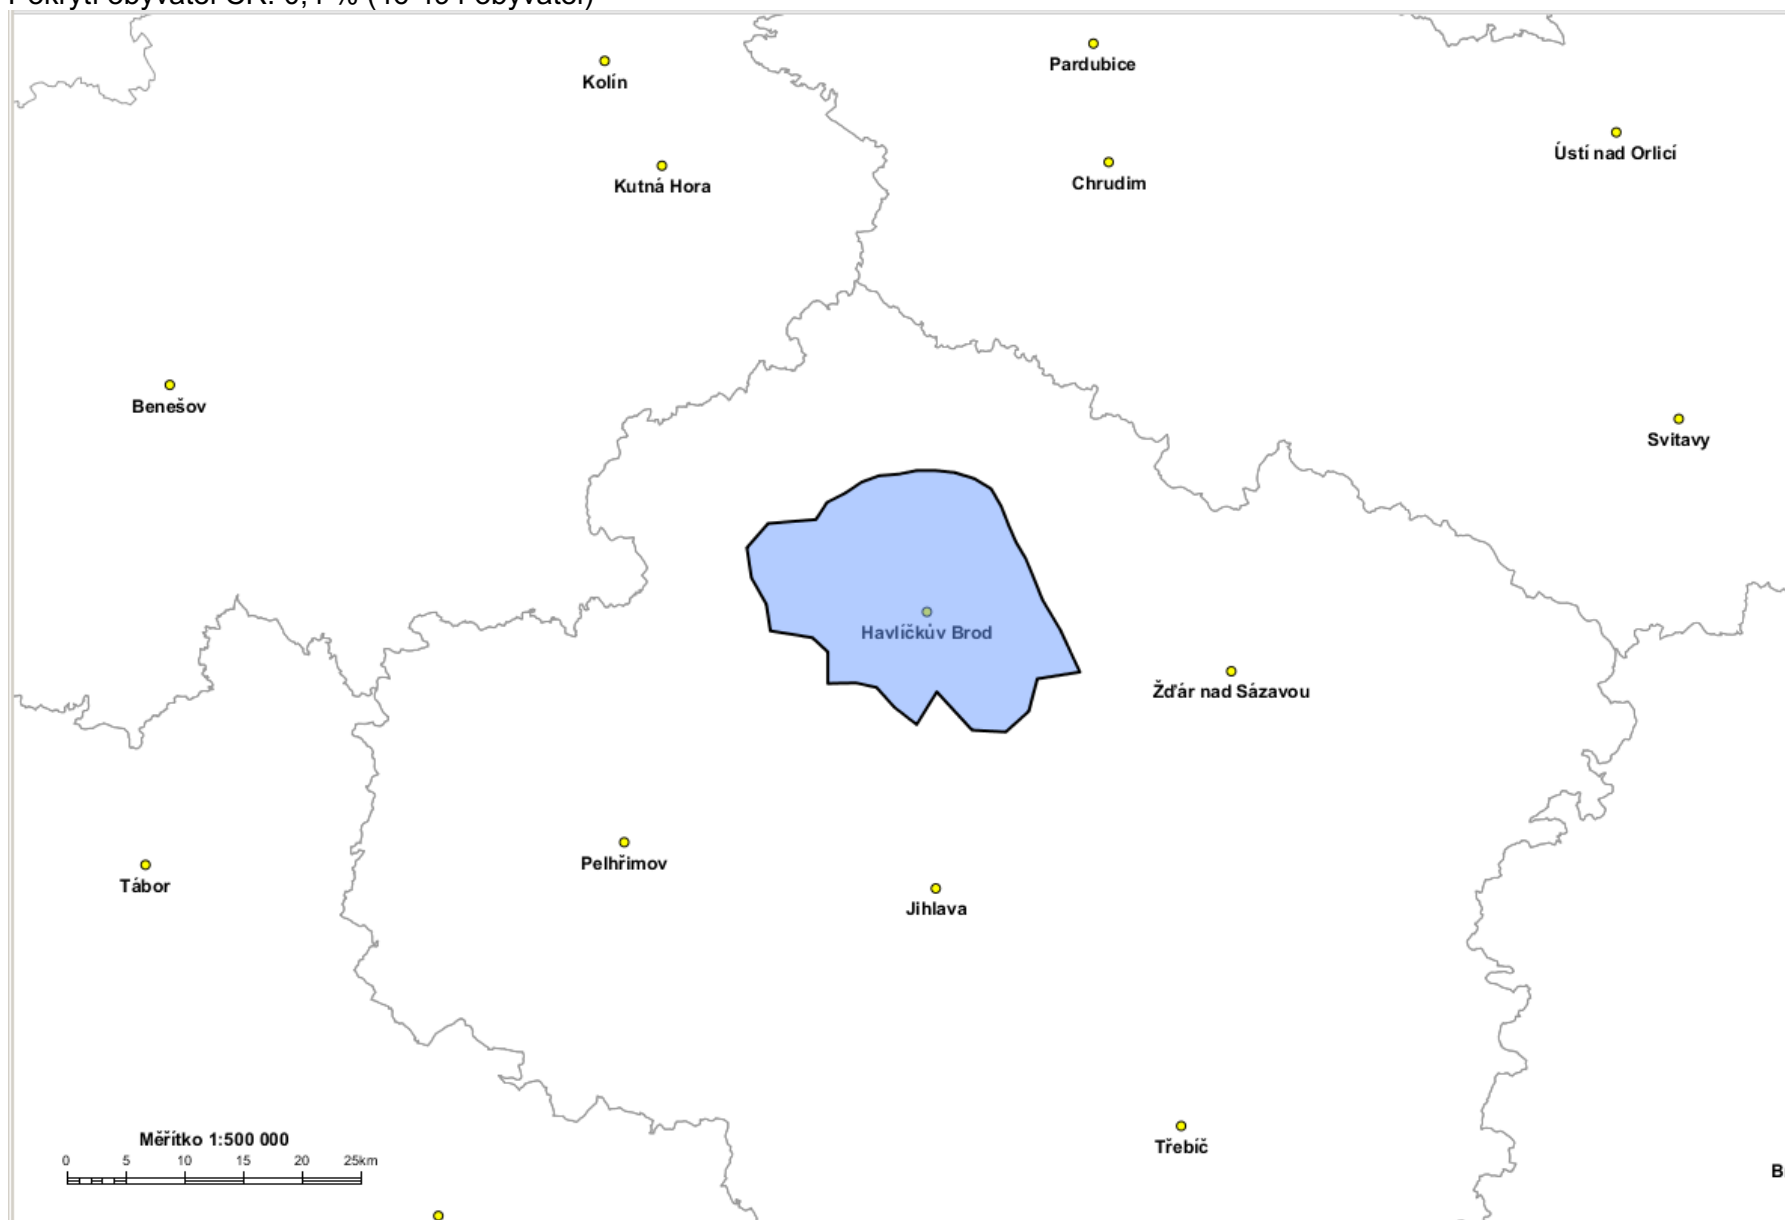 Kolín
Pardubice
Ústí nad Orlicí
Kutná Hora
Chrudim
Benešov
Svitavy
Havlíčkův Brod
Žďár nad Sázavou
Pelhřimov
Tábor
Jihlava
Měřítko 1:500 000
0 5 10 15 20 25km
Třebíč